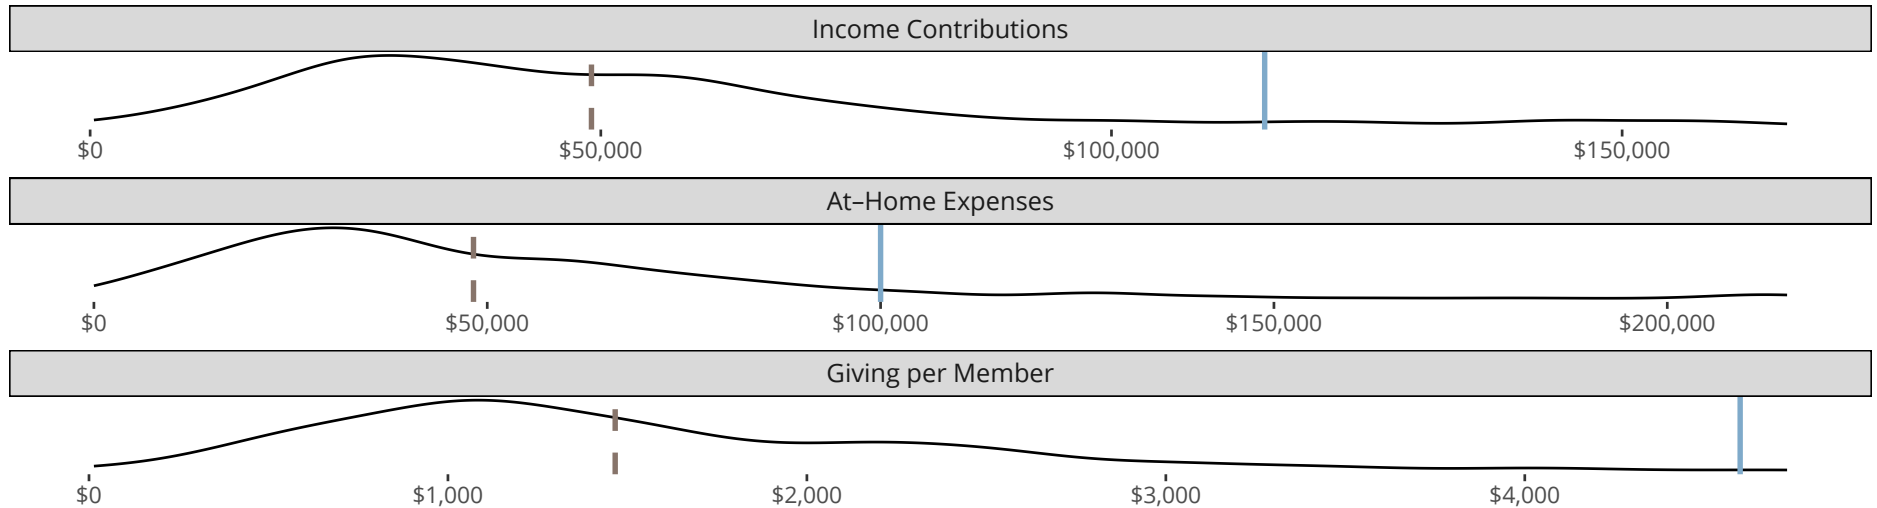 Income Contributions
$0 $50,000 $100,000 $150,000
At–Home Expenses
$0 $50,000 $100,000 $150,000 $200,000
Giving per Member
$0 $1,000 $2,000 $3,000 $4,000